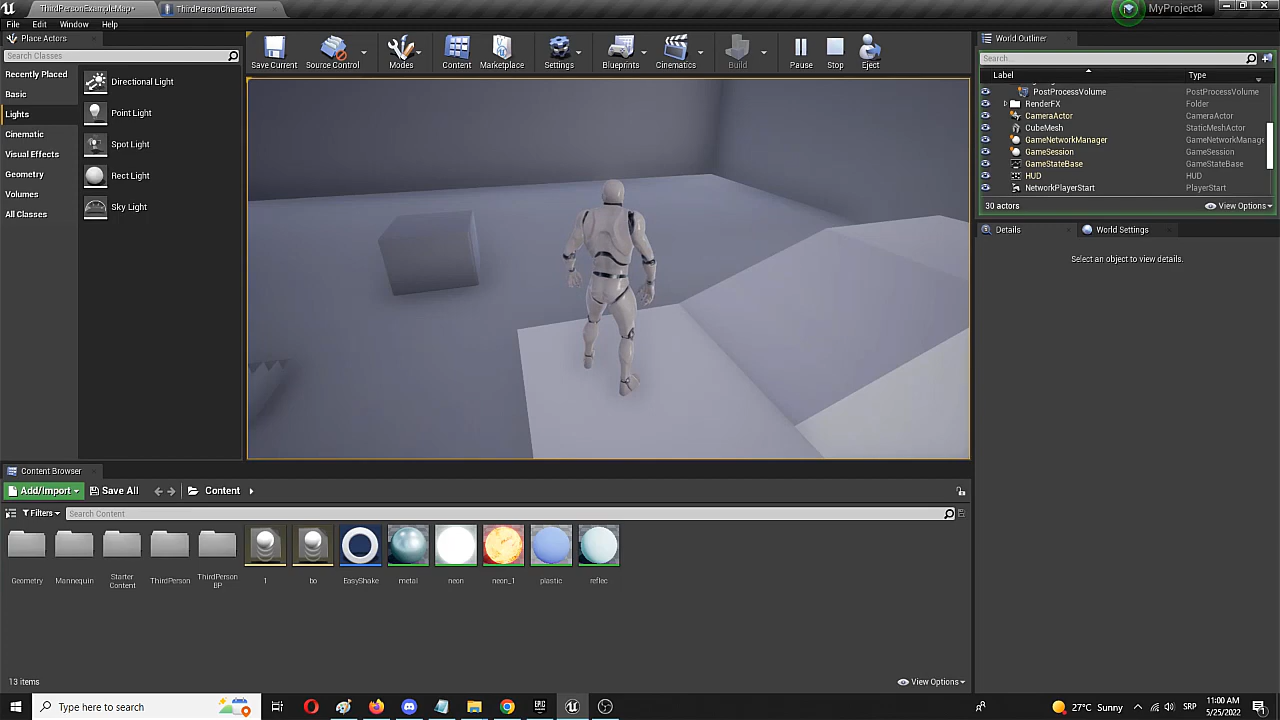 ThirdPersonExampleMap*
ThirdPersonCharacter
MyProject8
File Edit Window Help
Place Actors
Search Classes
Recently Placed
Basic
Lights
Cinematic
Visual Effects
Geometry
Volumes
All Classes
Directional Light
Point Light
Spot Light
Rect Light
Sky Light
Save Current
Source Control
Modes
Content
Marketplace
Settings
Blueprints
Cinematics
Build
Pause
Stop
Eject
World Outliner
Search...
Label Type
PostProcessVolume PostProcessVolume
RenderFX Folder
CameraActor CameraActor
CubeMesh StaticMeshActor
GameNetworkManager GameNetworkManage
GameSession GameSession
GameStateBase GameStateBase
HUD HUD
NetworkPlayerStart PlayerStart
30 actors View Options
Details World Settings
Select an object to view details.
Content Browser
Add/Import Save All Content
Filters Search Content
Geometry
Mannequin
Starter
Content
ThirdPerson
ThirdPerson
BP
1
bo
EasyShake
metal
neon
neon_1
plastic
reflec
13 items View Options
Type here to search
EPIC
27°C Sunny
SRP
11:00 AM
5/25/2022